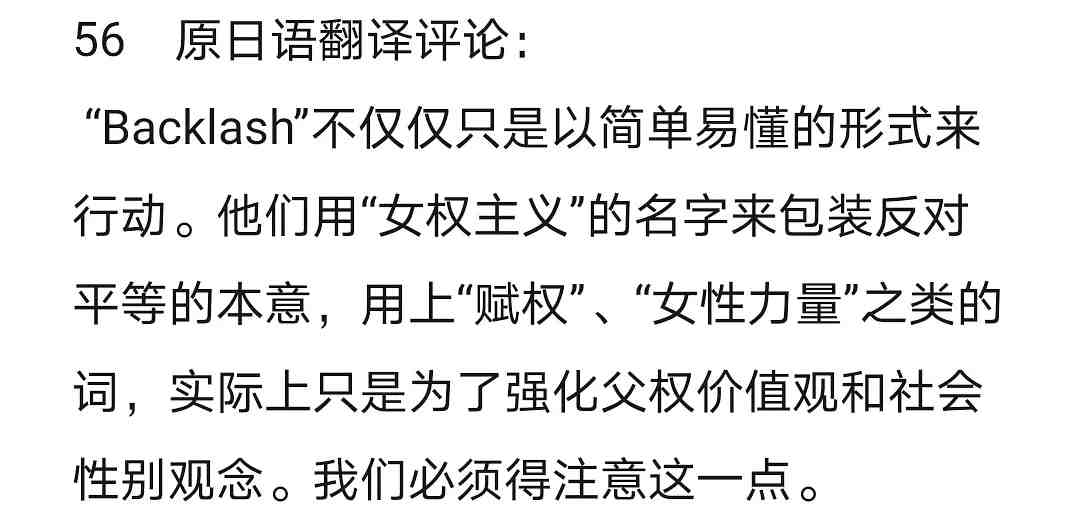 56　原日语翻译评论：
“Backlash”不仅仅只是以简单易懂的形式来
行动。他们用“女权主义”的名字来包装反对
平等的本意，用上“赋权”、“女性力量”之类的
词，实际上只是为了强化父权价值观和社会
性别观念。我们必须得注意这一点。